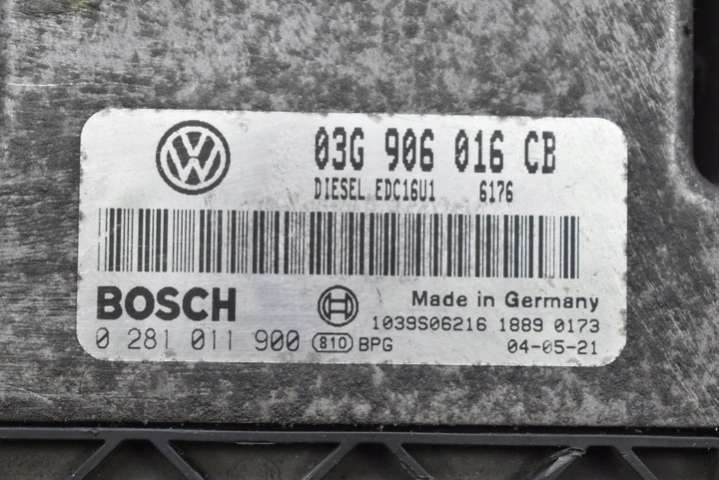 VW
03G 906 016 CB
DIESEL EDC16U1 6176
BOSCH
Made in Germany
1039S06216 1889 0173
0 281 011 900 810 BPG 04-05-21